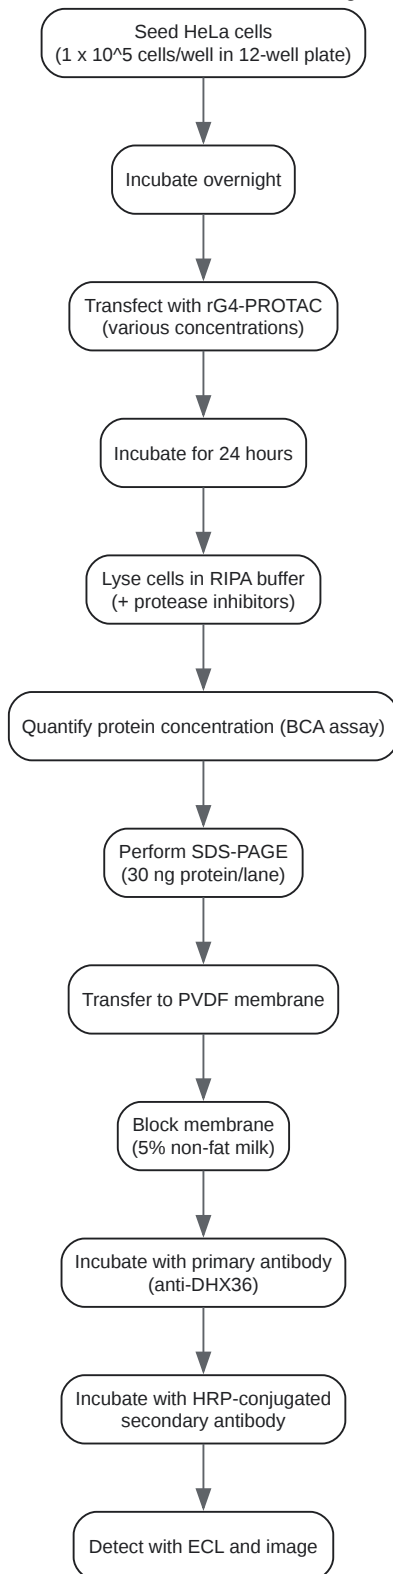 Seed HeLa cells
(1 x 10^5 cells/well in 12-well plate)
Incubate overnight
Transfect with rG4-PROTAC
(various concentrations)
Incubate for 24 hours
Lyse cells in RIPA buffer
(+ protease inhibitors)
Quantify protein concentration (BCA assay)
Perform SDS-PAGE
(30 ng protein/lane)
Transfer to PVDF membrane
Block membrane
(5% non-fat milk)
Incubate with primary antibody
(anti-DHX36)
Incubate with HRP-conjugated
secondary antibody
Detect with ECL and image